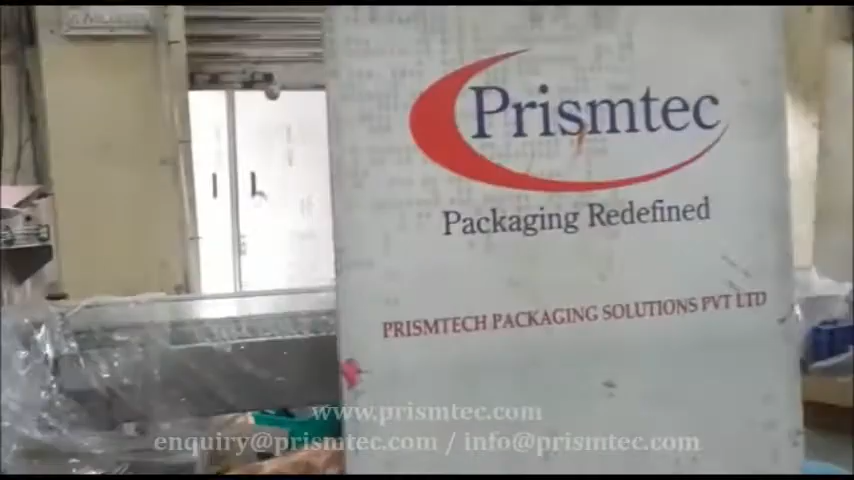 Prismtec
Packaging Redefined
PRISMTECH PACKAGING SOLUTIONS PVT LTD
www.prismtec.com
enquiry@prismtec.com / info@prismtec.com